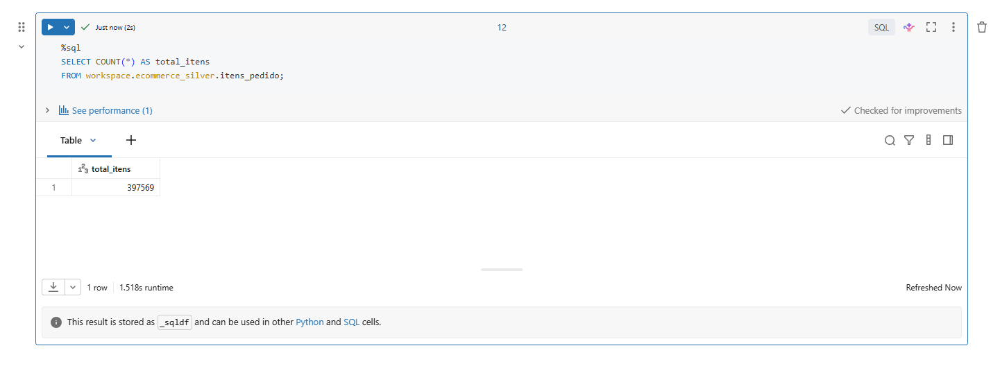 Just now (2s)
12
SQL
%sql
SELECT COUNT(*) AS total_itens
FROM workspace.ecommerce_silver.itens_pedido;
See performance (1)
Checked for improvements
Table
123 total_itens
1 397569
1 row
1.518s runtime
Refreshed Now
This result is stored as _sqldf and can be used in other Python and SQL cells.